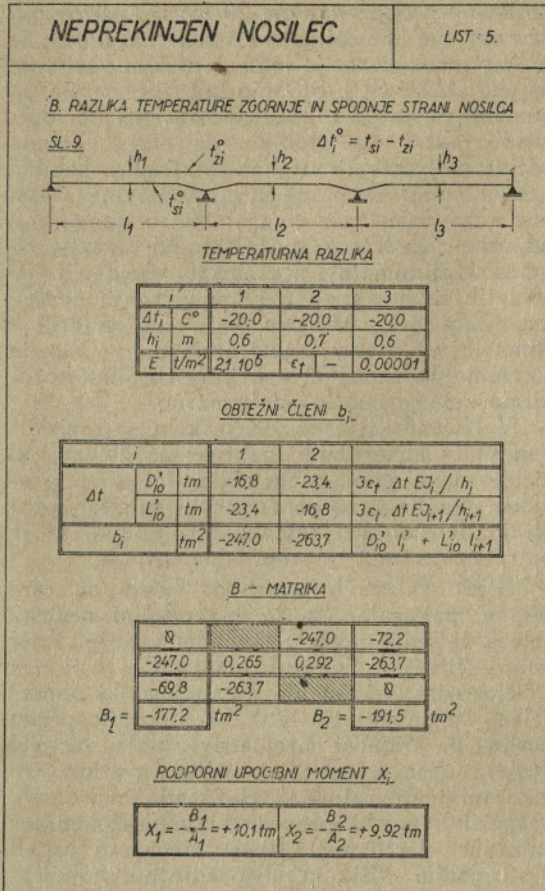 NEPREKINJEN NOSILEC
LIST : 5.
B. RAZLIKA TEMPERATURE ZGORNJE IN SPODNJE STRANI NOSILCA
SL.9.
Δt°i = tsi - tzi
h1 t°zi h2 h3
t°si
l1 l2 l3
TEMPERATURNA RAZLIKA
i 1 2 3
Δti C° -20.0 -20,0 -20,0
hi m 0,6 0,7 0,6
E t/m² 2,1.10⁶ εt - 0,00001
OBTEŽNI ČLENI bi
i 1 2
Δt D'io tm -16,8 -23,4 3εt . Δt EJi / hi
L'io tm -23,4 -16,8 3εt . Δt EJi+1 / hi+1
bi tm² -247,0 -263,7 D'io l'i + L'io l'i+1
B - MATRIKA
0 -247,0 -72,2
-247,0 0,265 0,292 -263,7
-69,8 -263,7 0
B1 = -177,2 tm² B2 = -191,5 tm²
PODPORNI UPOGIBNI MOMENT Xi
X1 = - B1/A1 = +10,1 tm X2 = - B2/A2 = +9,92 tm